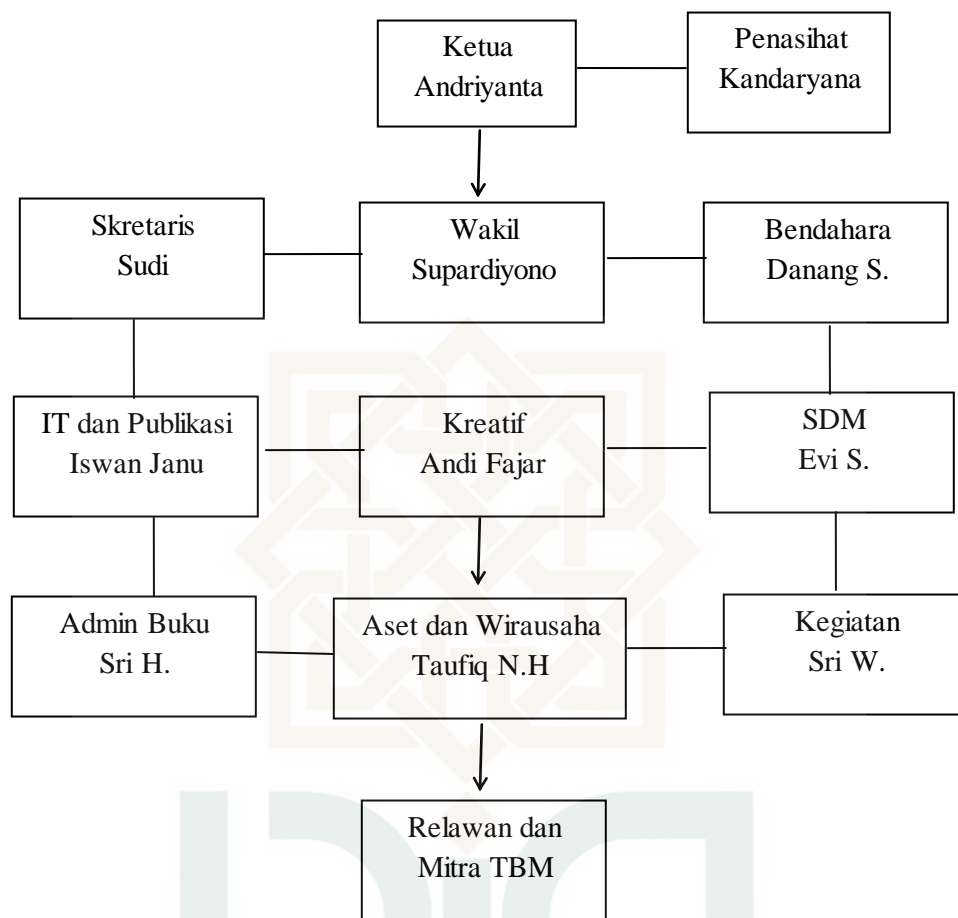 Ketua
Andriyanta
Penasihat
Kandaryana
Skretaris
Sudi
Wakil
Supardiyono
Bendahara
Danang S.
IT dan Publikasi
Iswan Janu
Kreatif
Andi Fajar
SDM
Evi S.
Admin Buku
Sri H.
Aset dan Wirausaha
Taufiq N.H
Kegiatan
Sri W.
Relawan dan
Mitra TBM